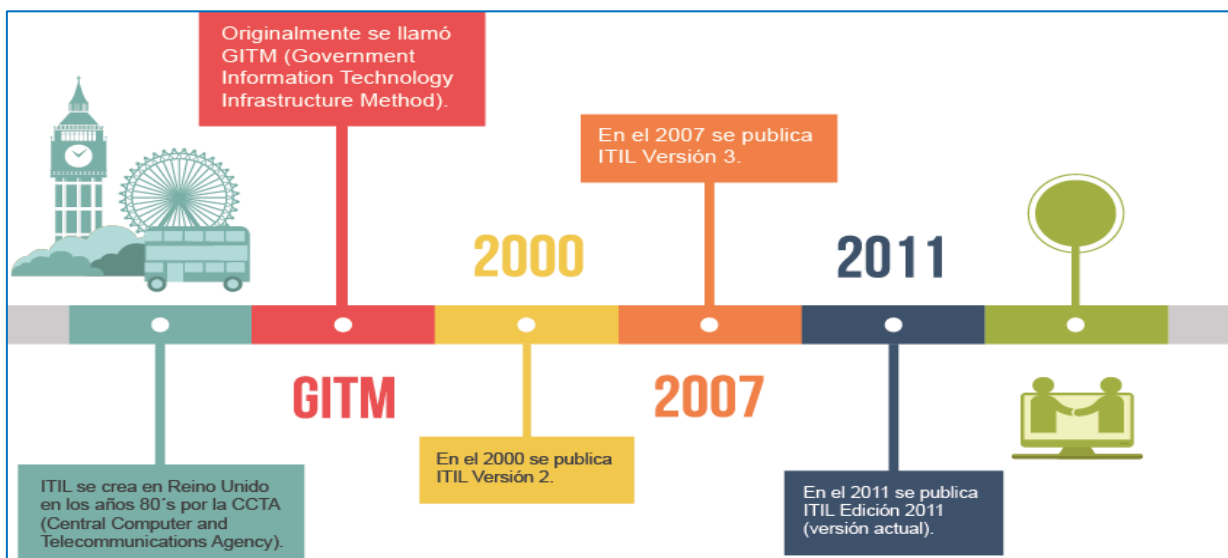 Originalmente se llamó
GITM (Government
Information Technology
Infrastructure Method).
En el 2007 se publica
ITIL Versión 3.
2000
2011
GITM
2007
ITIL se crea en Reino Unido
en los años 80´s por la CCTA
(Central Computer and
Telecommunications Agency).
En el 2000 se publica
ITIL Versión 2.
En el 2011 se publica
ITIL Edición 2011
(versión actual).